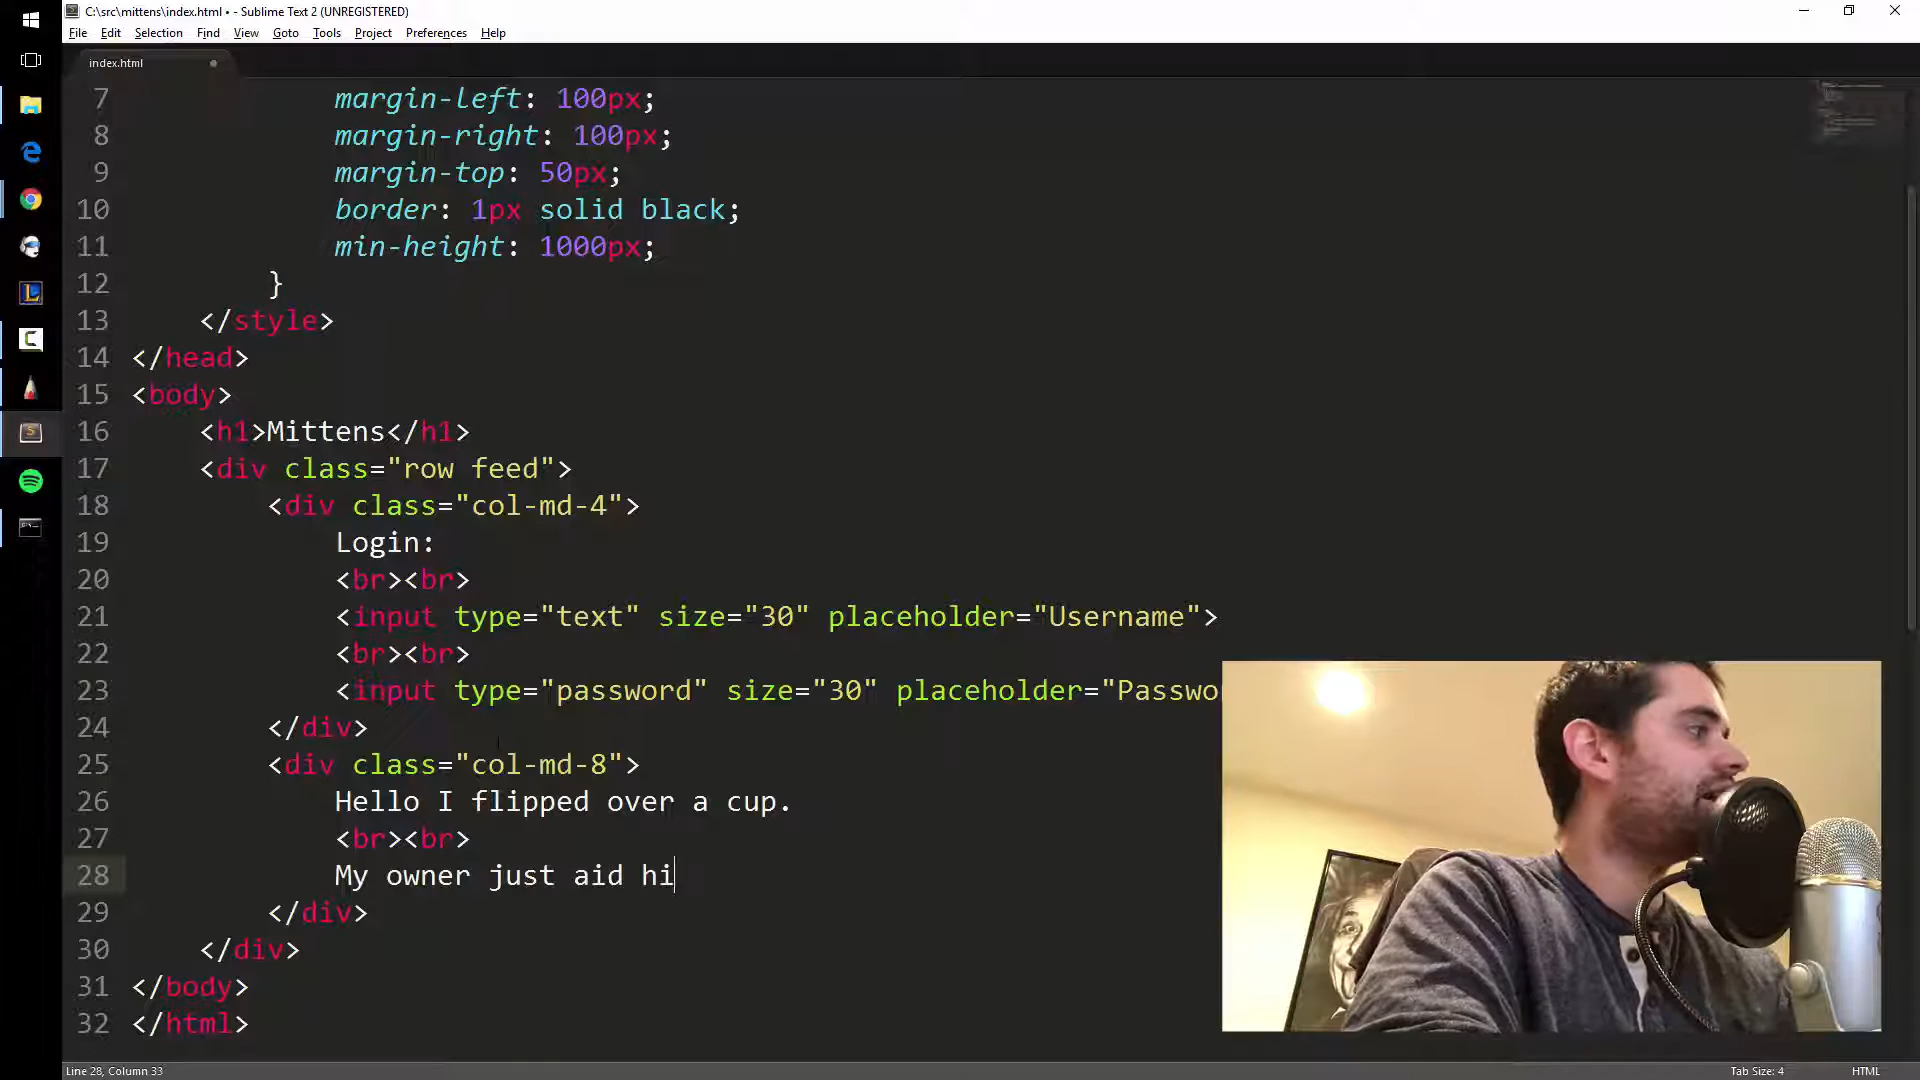 C:\src\mittens\index.html • - Sublime Text 2 (UNREGISTERED)
File Edit Selection Find View Goto Tools Project Preferences Help
index.html
7 margin-left: 100px;
8 margin-right: 100px;
9 margin-top: 50px;
10 border: 1px solid black;
11 min-height: 1000px;
12 }
13 </style>
14 </head>
15 <body>
16 <h1>Mittens</h1>
17 <div class="row feed">
18 <div class="col-md-4">
19 Login:
20 <br><br>
21 <input type="text" size="30" placeholder="Username">
22 <br><br>
23 <input type="password" size="30" placeholder="Passwo
24 </div>
25 <div class="col-md-8">
26 Hello I flipped over a cup.
27 <br><br>
28 My owner just aid hi
29 </div>
30 </div>
31 </body>
32 </html>
Line 28, Column 33
Tab Size: 4
HTML